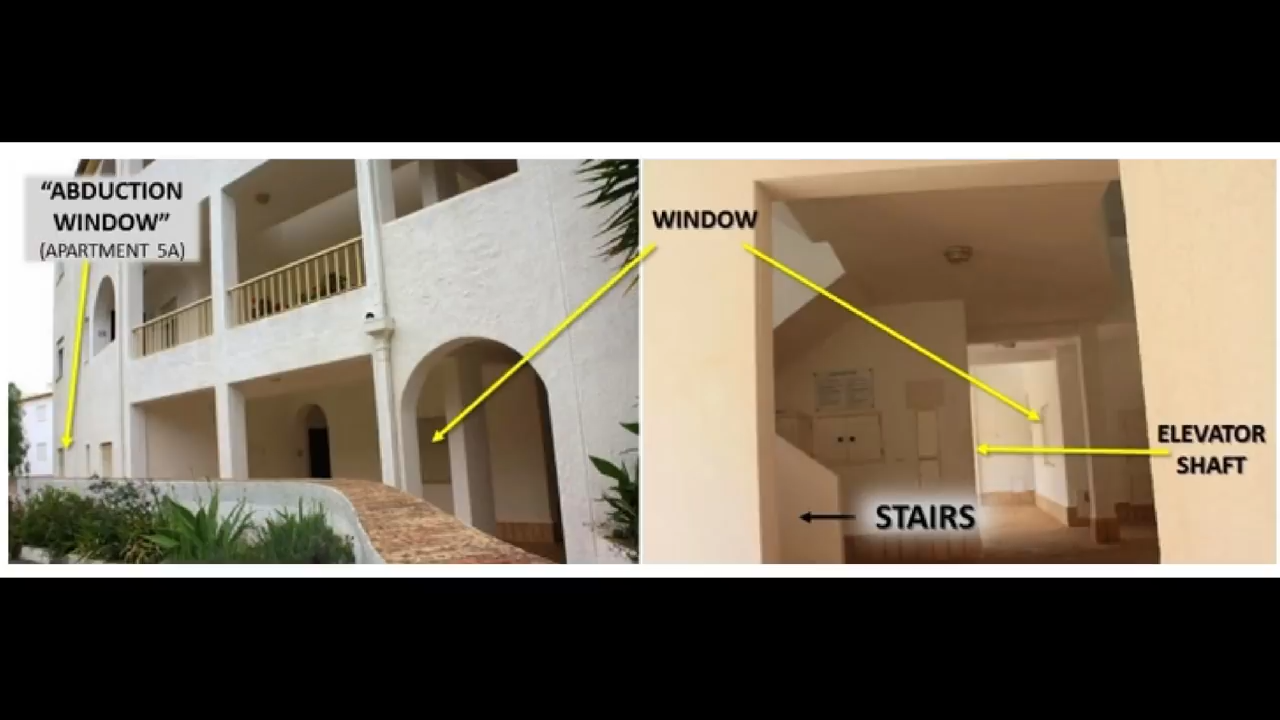 “ABDUCTION
WINDOW”
(APARTMENT 5A)
WINDOW
ELEVATOR
SHAFT
STAIRS